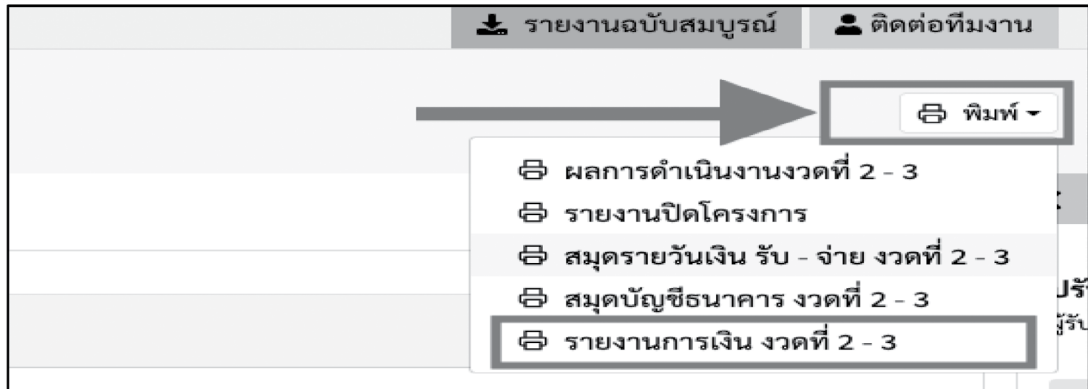 รายงานฉบับสมบูรณ์ ติดต่อทีมงาน
พิมพ์
ผลการดำเนินงานงวดที่ 2 - 3
รายงานปิดโครงการ
สมุดรายวันเงิน รับ - จ่าย งวดที่ 2 - 3
สมุดบัญชีธนาคาร งวดที่ 2 - 3
รายงานการเงิน งวดที่ 2 - 3